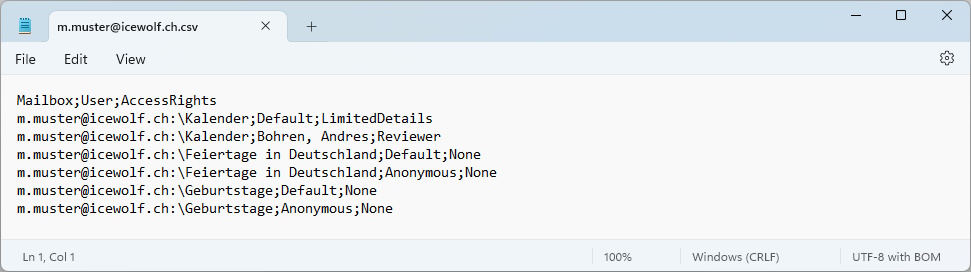 m.muster@icewolf.ch.csv
File Edit View
Mailbox;User;AccessRights
m.muster@icewolf.ch:\Kalender;Default;LimitedDetails
m.muster@icewolf.ch:\Kalender;Bohren, Andres;Reviewer
m.muster@icewolf.ch:\Feiertage in Deutschland;Default;None
m.muster@icewolf.ch:\Feiertage in Deutschland;Anonymous;None
m.muster@icewolf.ch:\Geburtstage;Default;None
m.muster@icewolf.ch:\Geburtstage;Anonymous;None
Ln 1, Col 1 100% Windows (CRLF) UTF-8 with BOM